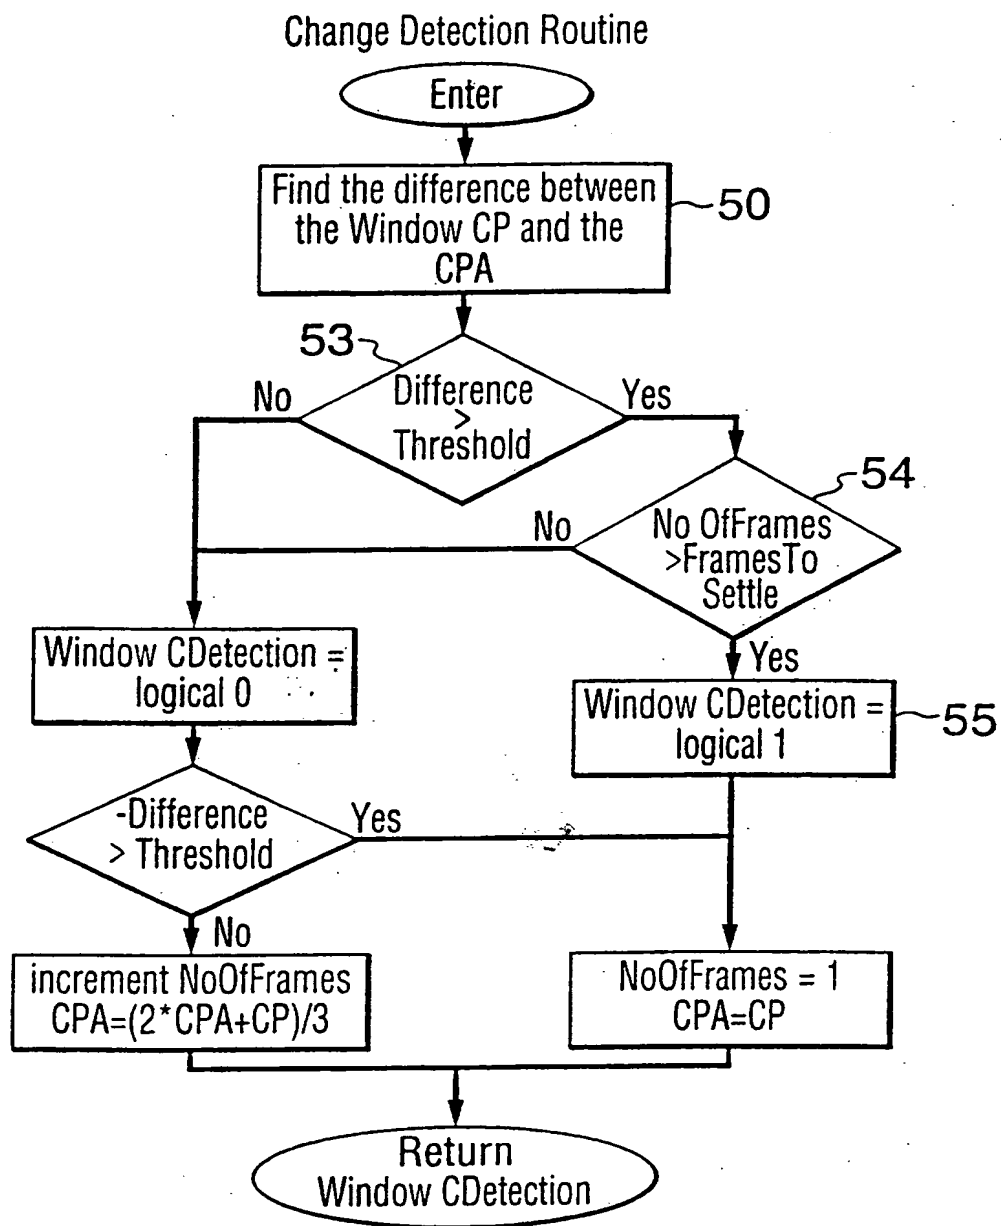 Change Detection Routine
Enter
Find the difference between
the Window CP and the
CPA
50
53
Difference
>
Threshold
No
Yes
54
No OfFrames
>FramesTo
Settle
No
Yes
Window CDetection =
logical 0
Window CDetection =
logical 1
55
-Difference
> Threshold
Yes
No
increment NoOfFrames
CPA=(2*CPA+CP)/3
NoOfFrames = 1
CPA=CP
Return
Window CDetection